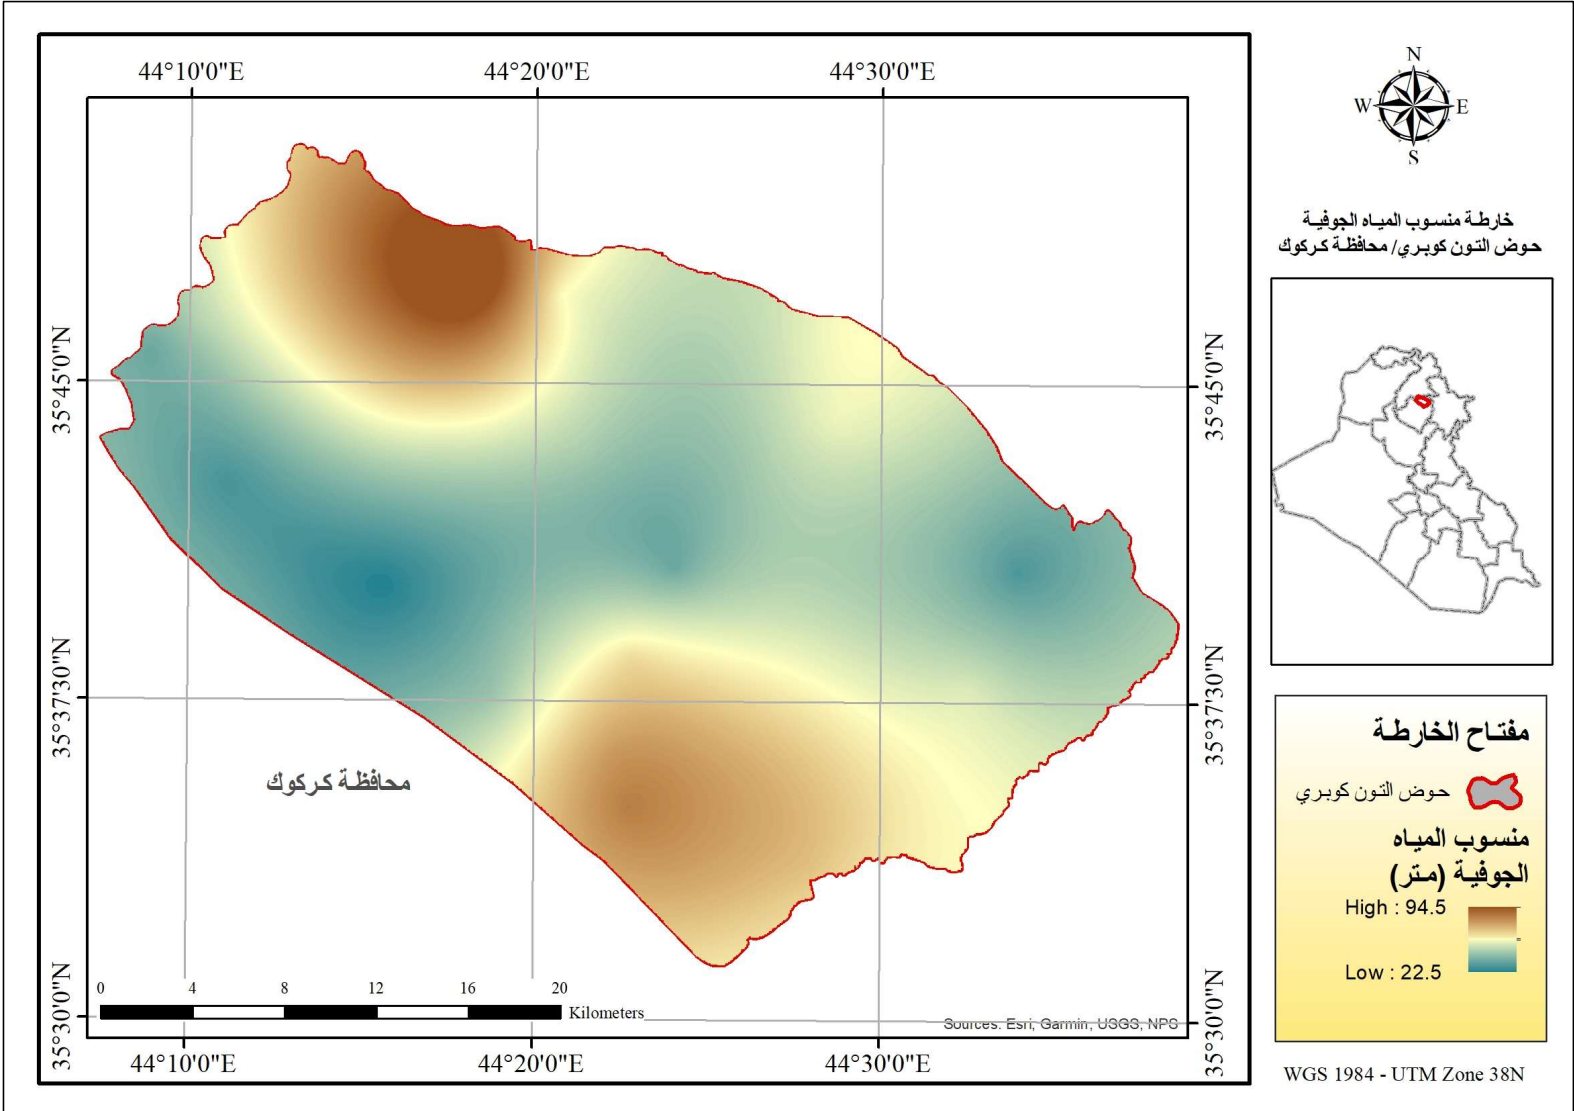 44°10'0"E
44°20'0"E
44°30'0"E
N
W
E
S
خارطة منسوب المياه الجوفية
حوض التون كوبري/ محافظة كركوك
35°45'0"N
35°45'0"N
35°37'30"N
35°37'30"N
محافظة كركوك
مفتاح الخارطة
حوض التون كوبري
منسوب المياه
الجوفية (متر)
High : 94.5
Low : 22.5
0 4 8 12 16 20
Kilometers
Sources: Esri, Garmin, USGS, NPS
35°30'0"N
35°30'0"N
44°10'0"E
44°20'0"E
44°30'0"E
WGS 1984 - UTM Zone 38N